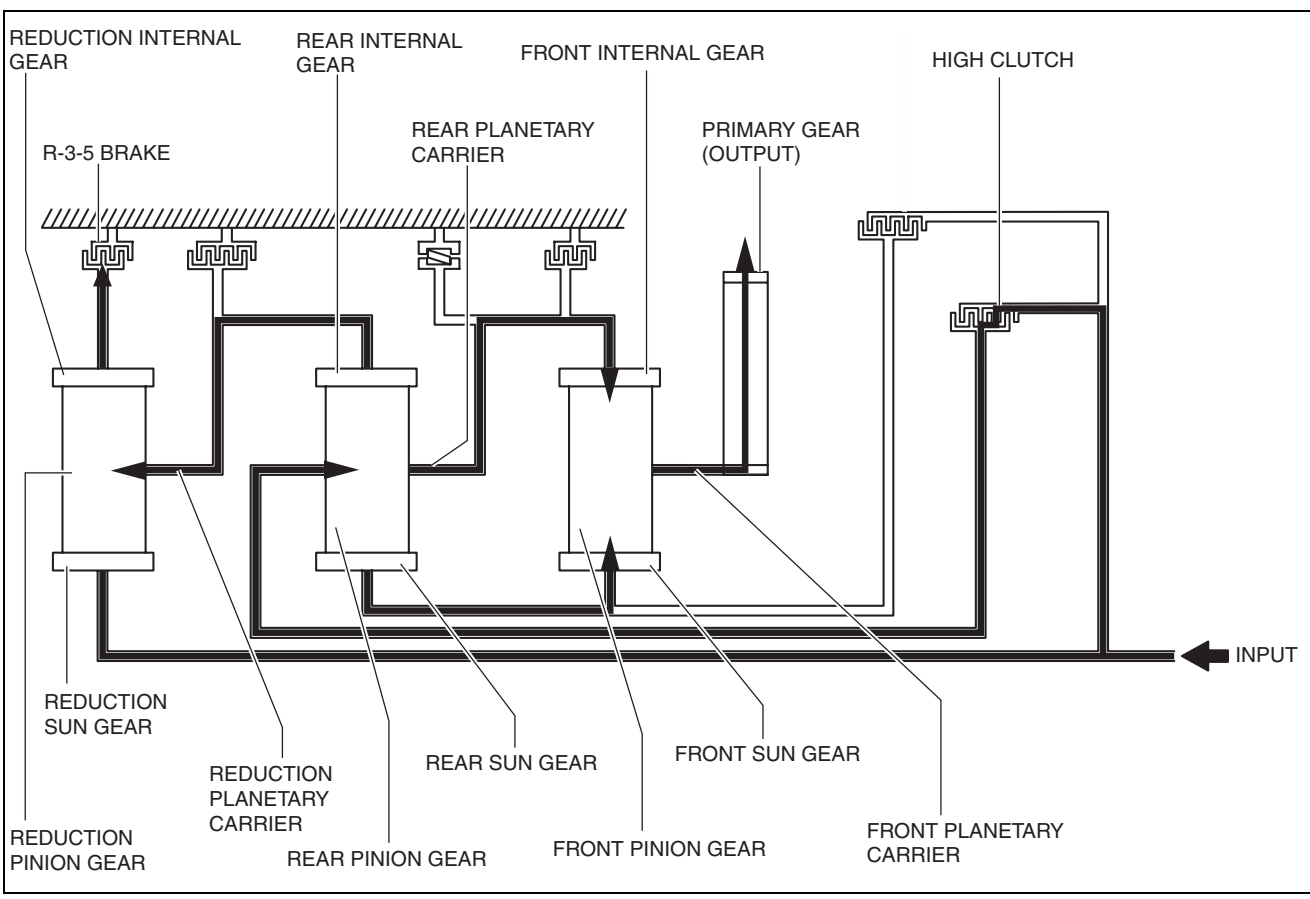 REDUCTION INTERNAL
GEAR
REAR INTERNAL
GEAR
FRONT INTERNAL GEAR
HIGH CLUTCH
R-3-5 BRAKE
REAR PLANETARY
CARRIER
PRIMARY GEAR
(OUTPUT)
INPUT
REDUCTION
SUN GEAR
REDUCTION
PLANETARY
CARRIER
REAR SUN GEAR
FRONT SUN GEAR
REDUCTION
PINION GEAR
REAR PINION GEAR
FRONT PINION GEAR
FRONT PLANETARY
CARRIER